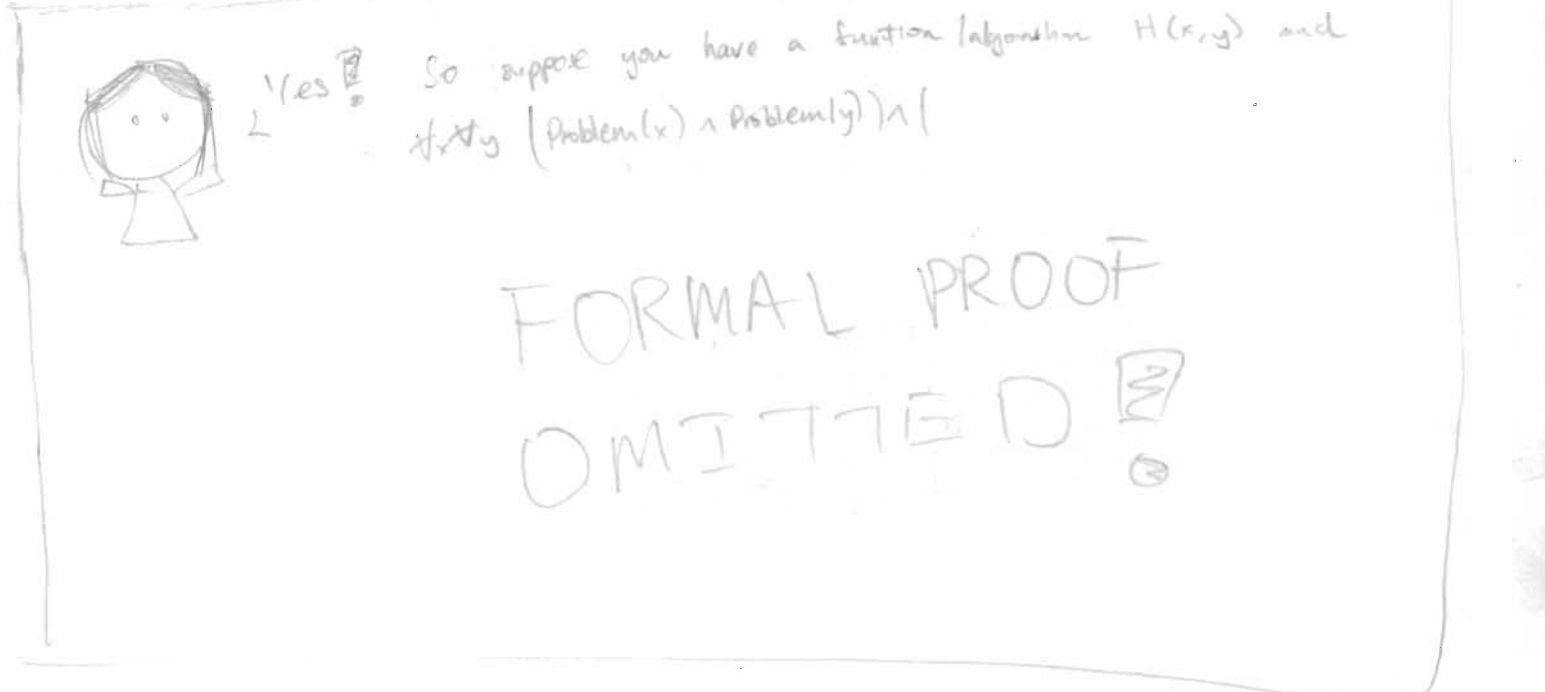 Yes! So suppose you have a function/algorithm H(x,y) and
∀x∀y (Problem(x) ∧ Problem(y)) ∧ (
FORMAL PROOF
OMITTED!